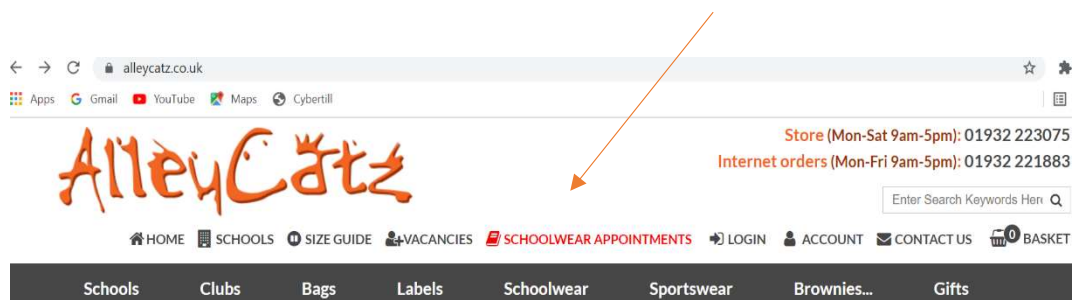 alleycatz.co.uk
Apps Gmail YouTube Maps Cybertill
AlleyCatz
Store (Mon-Sat 9am-5pm): 01932 223075
Internet orders (Mon-Fri 9am-5pm): 01932 221883
Enter Search Keywords Her
HOME SCHOOLS SIZE GUIDE VACANCIES SCHOOLWEAR APPOINTMENTS LOGIN ACCOUNT CONTACT US 0 BASKET
Schools Clubs Bags Labels Schoolwear Sportswear Brownies... Gifts